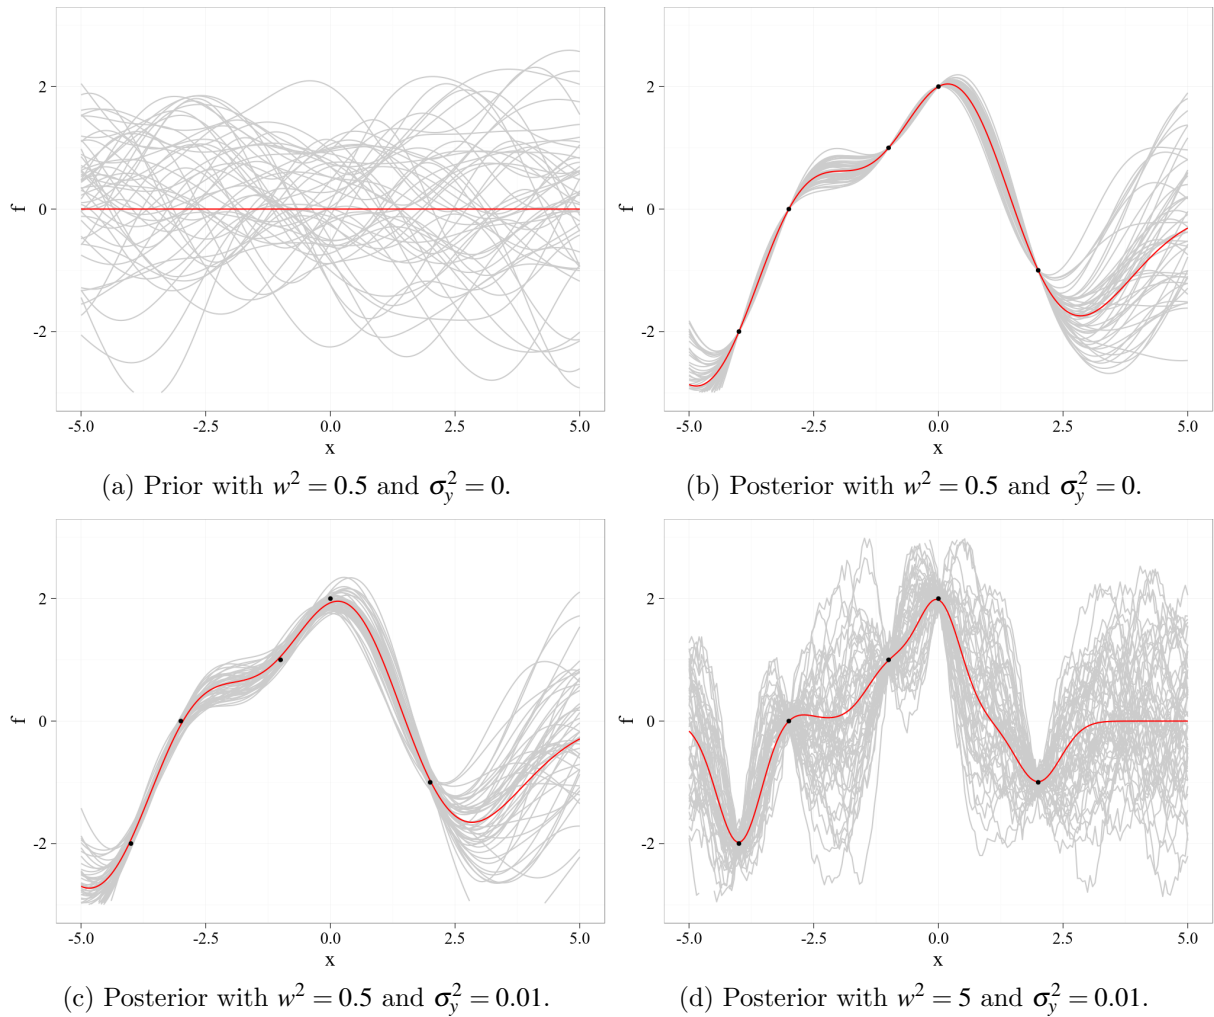 2
0
-2
f
-5.0 -2.5 0.0 2.5 5.0
x
(a) Prior with w² = 0.5 and σ_y² = 0.
2
0
-2
f
-5.0 -2.5 0.0 2.5 5.0
x
(b) Posterior with w² = 0.5 and σ_y² = 0.
2
0
-2
f
-5.0 -2.5 0.0 2.5 5.0
x
(c) Posterior with w² = 0.5 and σ_y² = 0.01.
2
0
-2
f
-5.0 -2.5 0.0 2.5 5.0
x
(d) Posterior with w² = 5 and σ_y² = 0.01.